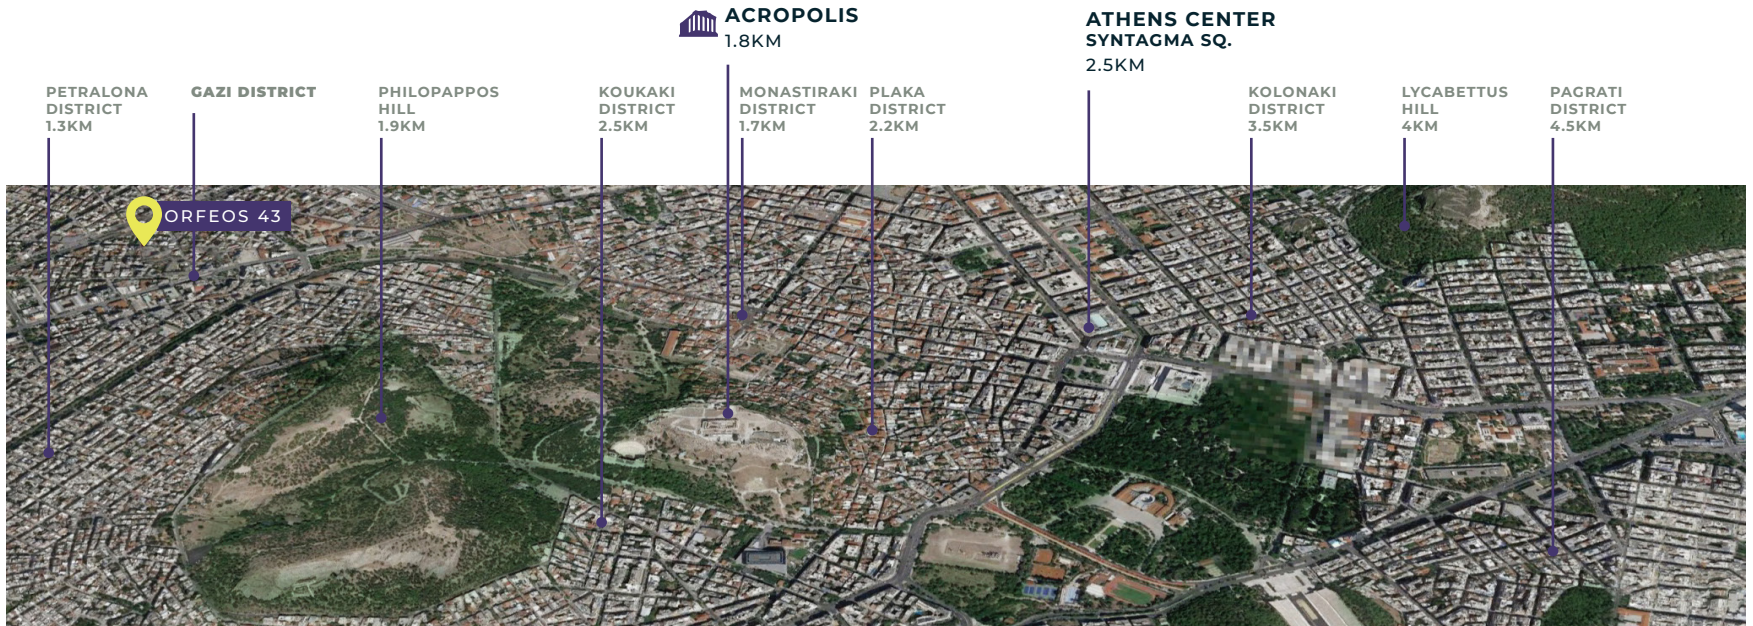 ACROPOLIS
1.8KM
ATHENS CENTER
SYNTAGMA SQ.
2.5KM
PETRALONA
DISTRICT
1.3KM
GAZI DISTRICT
PHILOPAPPOS
HILL
1.9KM
KOUKAKI
DISTRICT
2.5KM
MONASTIRAKI
DISTRICT
1.7KM
PLAKA
DISTRICT
2.2KM
KOLONAKI
DISTRICT
3.5KM
LYCABETTUS
HILL
4KM
PAGRATI
DISTRICT
4.5KM
ORFEOS 43